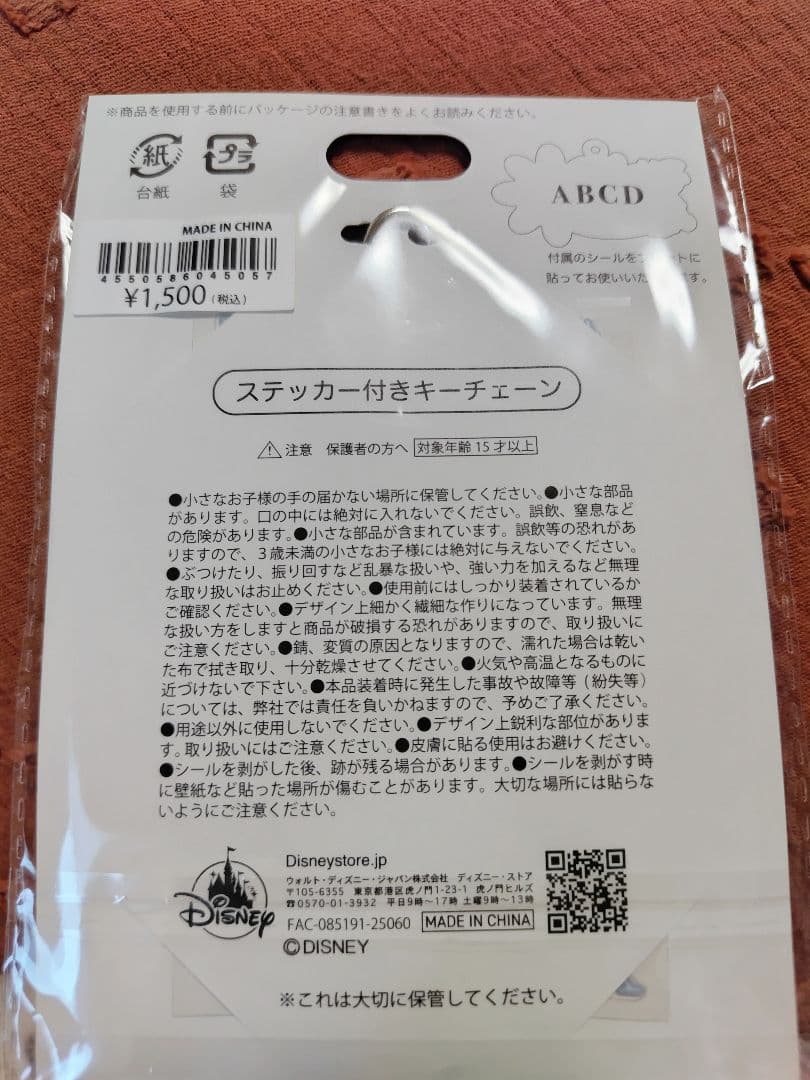 ※商品を使用する前にパッケージの注意書きをよくお読みください。
紙
台紙
プラ
袋
ABCD
付属のシールを
貼ってお使いいた
MADE IN CHINA
4550586045057
¥1,500(税込)
ステッカー付きキーチェーン
注意 保護者の方へ 対象年齢15才以上
●小さなお子様の手の届かない場所に保管してください。●小さな部品
があります。口の中には絶対に入れないでください。誤飲、窒息など
の危険があります。●小さな部品が含まれています。誤飲等の恐れがあ
りますので、3歳未満の小さなお子様には絶対に与えないでください。
●ぶつけたり、振り回すなど乱暴な扱いや、強い力を加えるなど無理
な取り扱いはお止めください。●使用前にはしっかり装着されているか
ご確認ください。●デザイン上細かく繊細な作りになっています。無理
な扱い方をしますと商品が破損する恐れがありますので、取り扱いに
ご注意ください。●錆、変質の原因となりますので、濡れた場合は乾い
た布で拭き取り、十分乾燥させてください。●火気や高温となるものに
近づけないで下さい。●本品装着時に発生した事故や故障等（紛失等）
については、弊社では責任を負いかねますので、予めご了承ください。
●用途以外に使用しないでください。●デザイン上鋭利な部位がありま
す。取り扱いにはご注意ください。●皮膚に貼る使用はお避けください。
●シールを剥がした後、跡が残る場合があります。●シールを剥がす時
に壁紙など貼った場所が傷むことがあります。大切な場所には貼らな
いようにご注意ください。
Disney
Disneystore.jp
ウォルト・ディズニー・ジャパン株式会社 ディズニー・ストア
〒105-6355 東京都港区虎ノ門1-23-1 虎ノ門ヒルズ
☎0570-01-3932 平日9時〜17時 土曜9時〜13時
FAC-085191-25060 MADE IN CHINA
©DISNEY
※これは大切に保管してください。